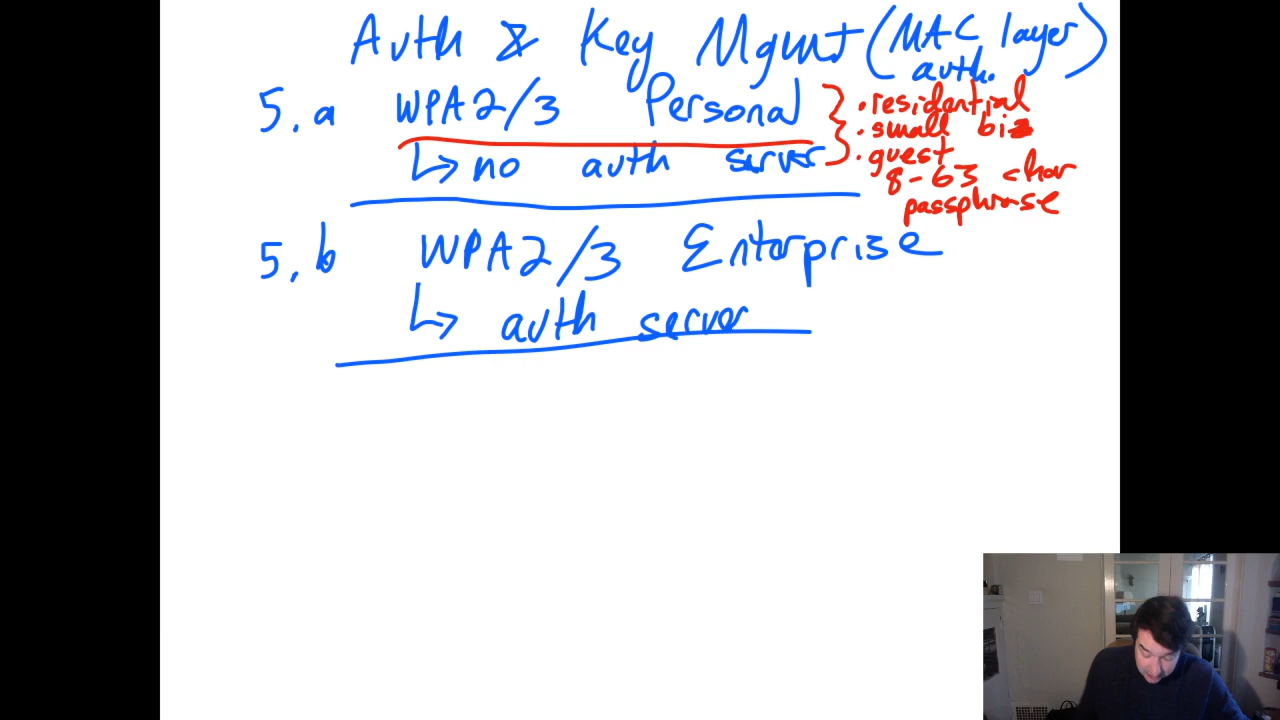 Auth & Key Mgmt (MAC layer auth.)
5.a WPA2/3 Personal
↳ no auth server
• residential
• small biz
• guest
8-63 char
passphrase
5.b WPA2/3 Enterprise
↳ auth server